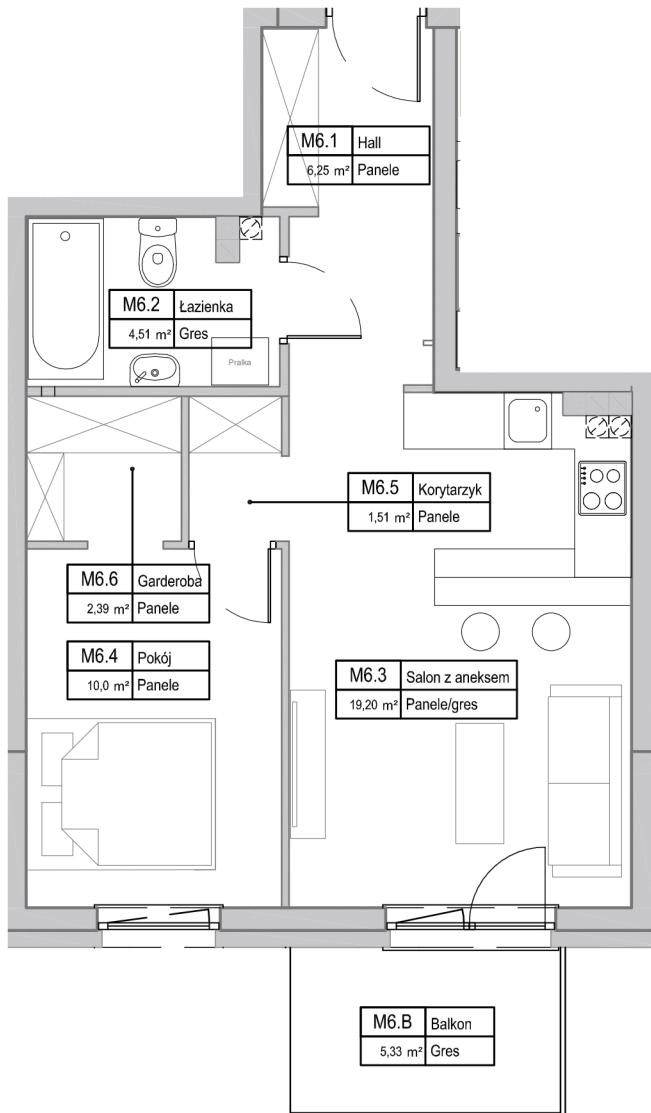 M6.1 Hall
6,25 m² Panele
M6.2 Łazienka
4,51 m² Gres
Pralka
M6.5 Korytarzyk
1,51 m² Panele
M6.6 Garderoba
2,39 m² Panele
M6.4 Pokój
10,0 m² Panele
M6.3 Salon z aneksem
19,20 m² Panele/gres
M6.B Balkon
5,33 m² Gres